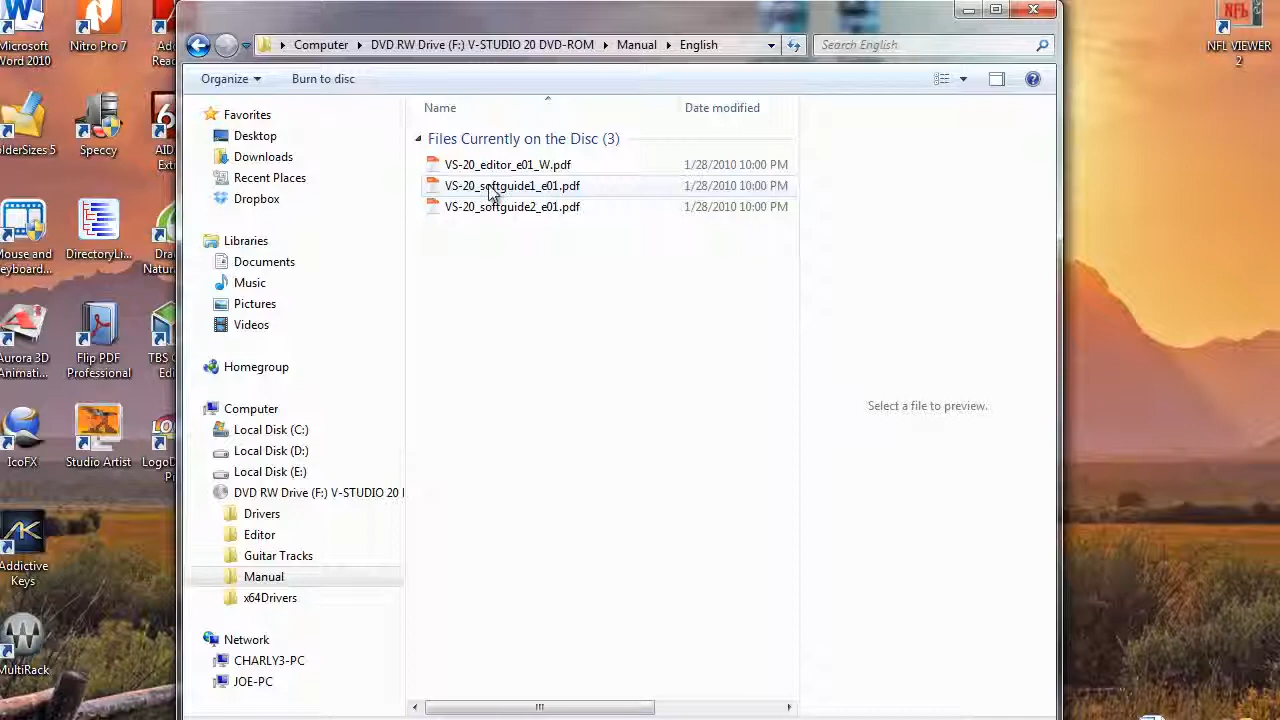 Microsoft
Word 2010
Nitro Pro 7
NFL VIEWER
2
Computer DVD RW Drive (F:) V-STUDIO 20 DVD-ROM Manual English
Search English
Organize
Burn to disc
Favorites
Desktop
Downloads
Recent Places
Dropbox
Libraries
Documents
Music
Pictures
Videos
Homegroup
Computer
Local Disk (C:)
Local Disk (D:)
Local Disk (E:)
DVD RW Drive (F:) V-STUDIO 20
Drivers
Editor
Guitar Tracks
Manual
x64Drivers
Network
CHARLY3-PC
JOE-PC
Name Date modified
Files Currently on the Disc (3)
VS-20_editor_e01_W.pdf 1/28/2010 10:00 PM
VS-20_softguide1_e01.pdf 1/28/2010 10:00 PM
VS-20_softguide2_e01.pdf 1/28/2010 10:00 PM
Select a file to preview.
olderSizes 5
Speccy
Mouse and
Keyboard...
DirectoryLi...
Aurora 3D
Animati...
Flip PDF
Professional
IcoFX
Studio Artist
Addictive
Keys
MultiRack